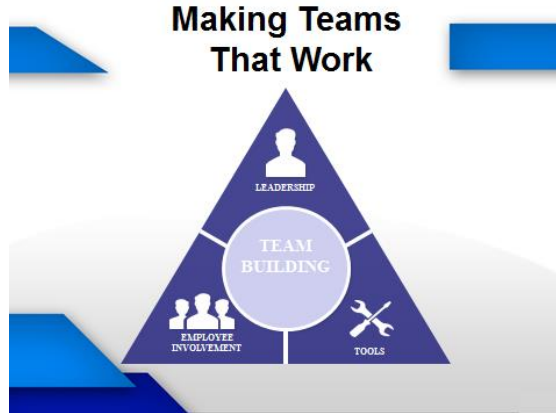 Making Teams
That Work
LEADERSHIP
TEAM
BUILDING
EMPLOYEE
INVOLVEMENT
TOOLS